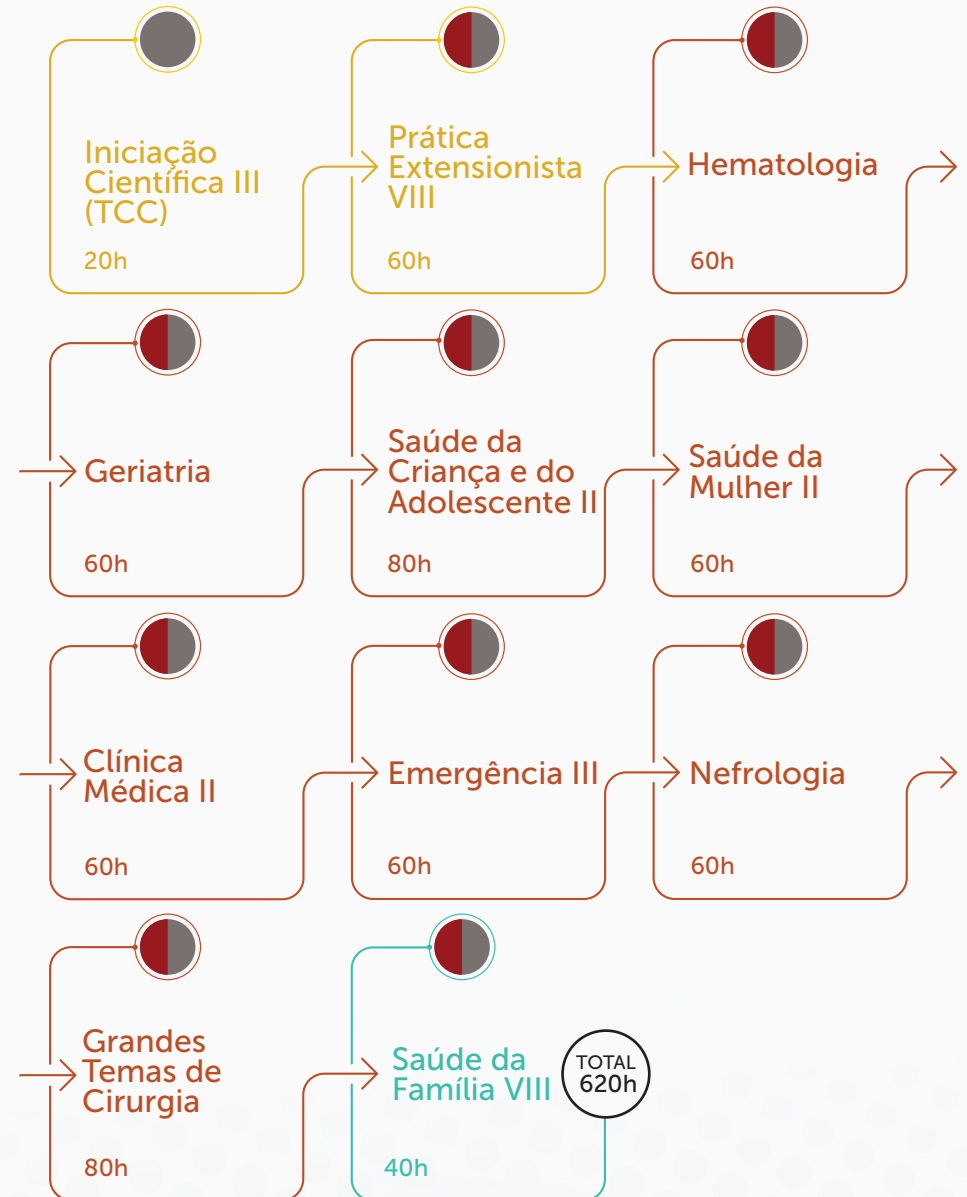 Iniciação
Científica III
(TCC)
20h
Prática
Extensionista
VIII
60h
Hematologia
60h
Geriatria
60h
Saúde da
Criança e do
Adolescente II
80h
Saúde da
Mulher II
60h
Clínica
Médica II
60h
Emergência III
60h
Nefrologia
60h
Grandes
Temas de
Cirurgia
80h
Saúde da
Família VIII
40h
TOTAL
620h